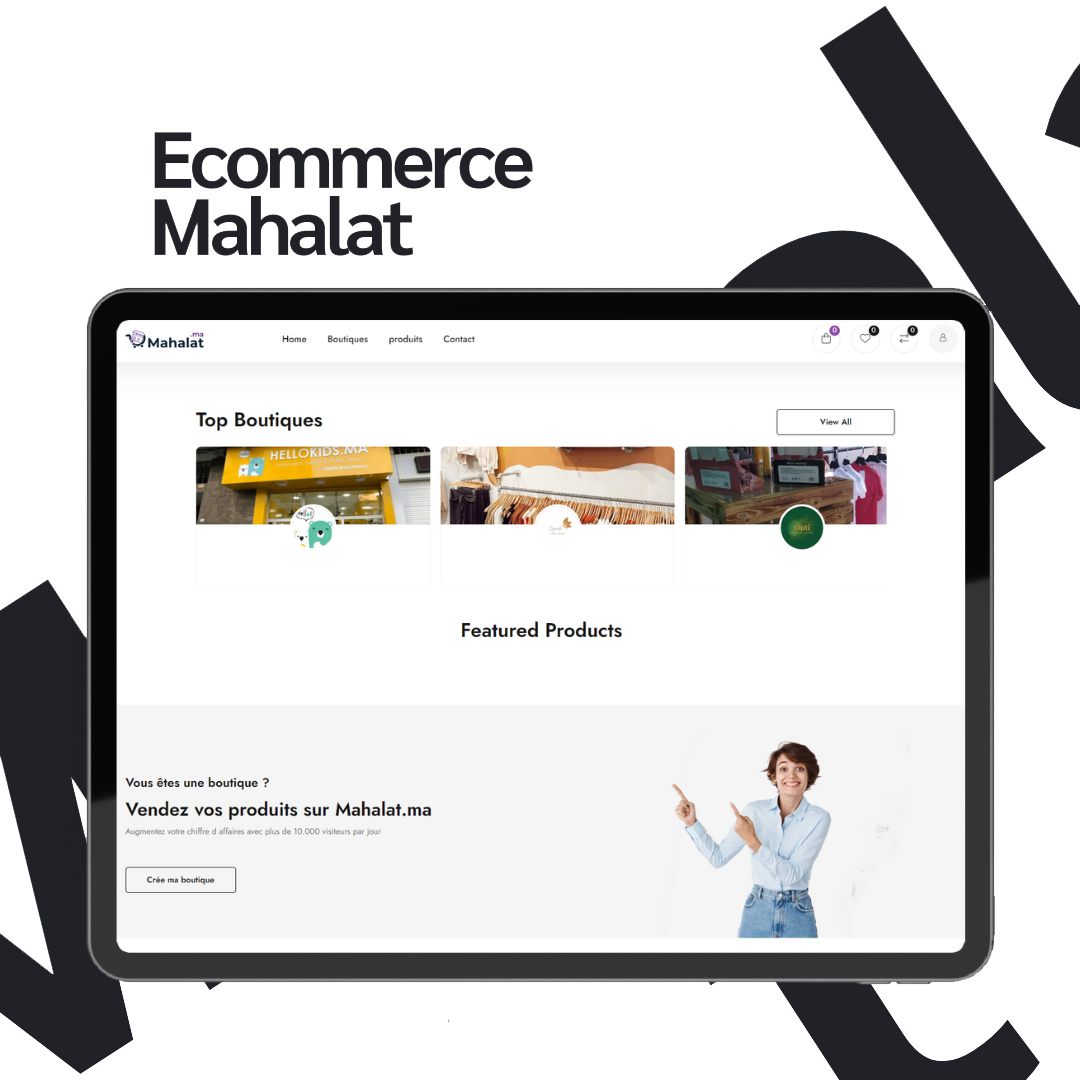 Ecommerce
Mahalat
Mahalat.ma
Home Boutiques produits Contact
0 0 0
Top Boutiques
View All
HELLOKIDS.MA
Outi
Featured Products
Vous êtes une boutique ?
Vendez vos produits sur Mahalat.ma
Augmentez votre chiffre d affaires avec plus de 10.000 visiteurs par jour
Crée ma boutique